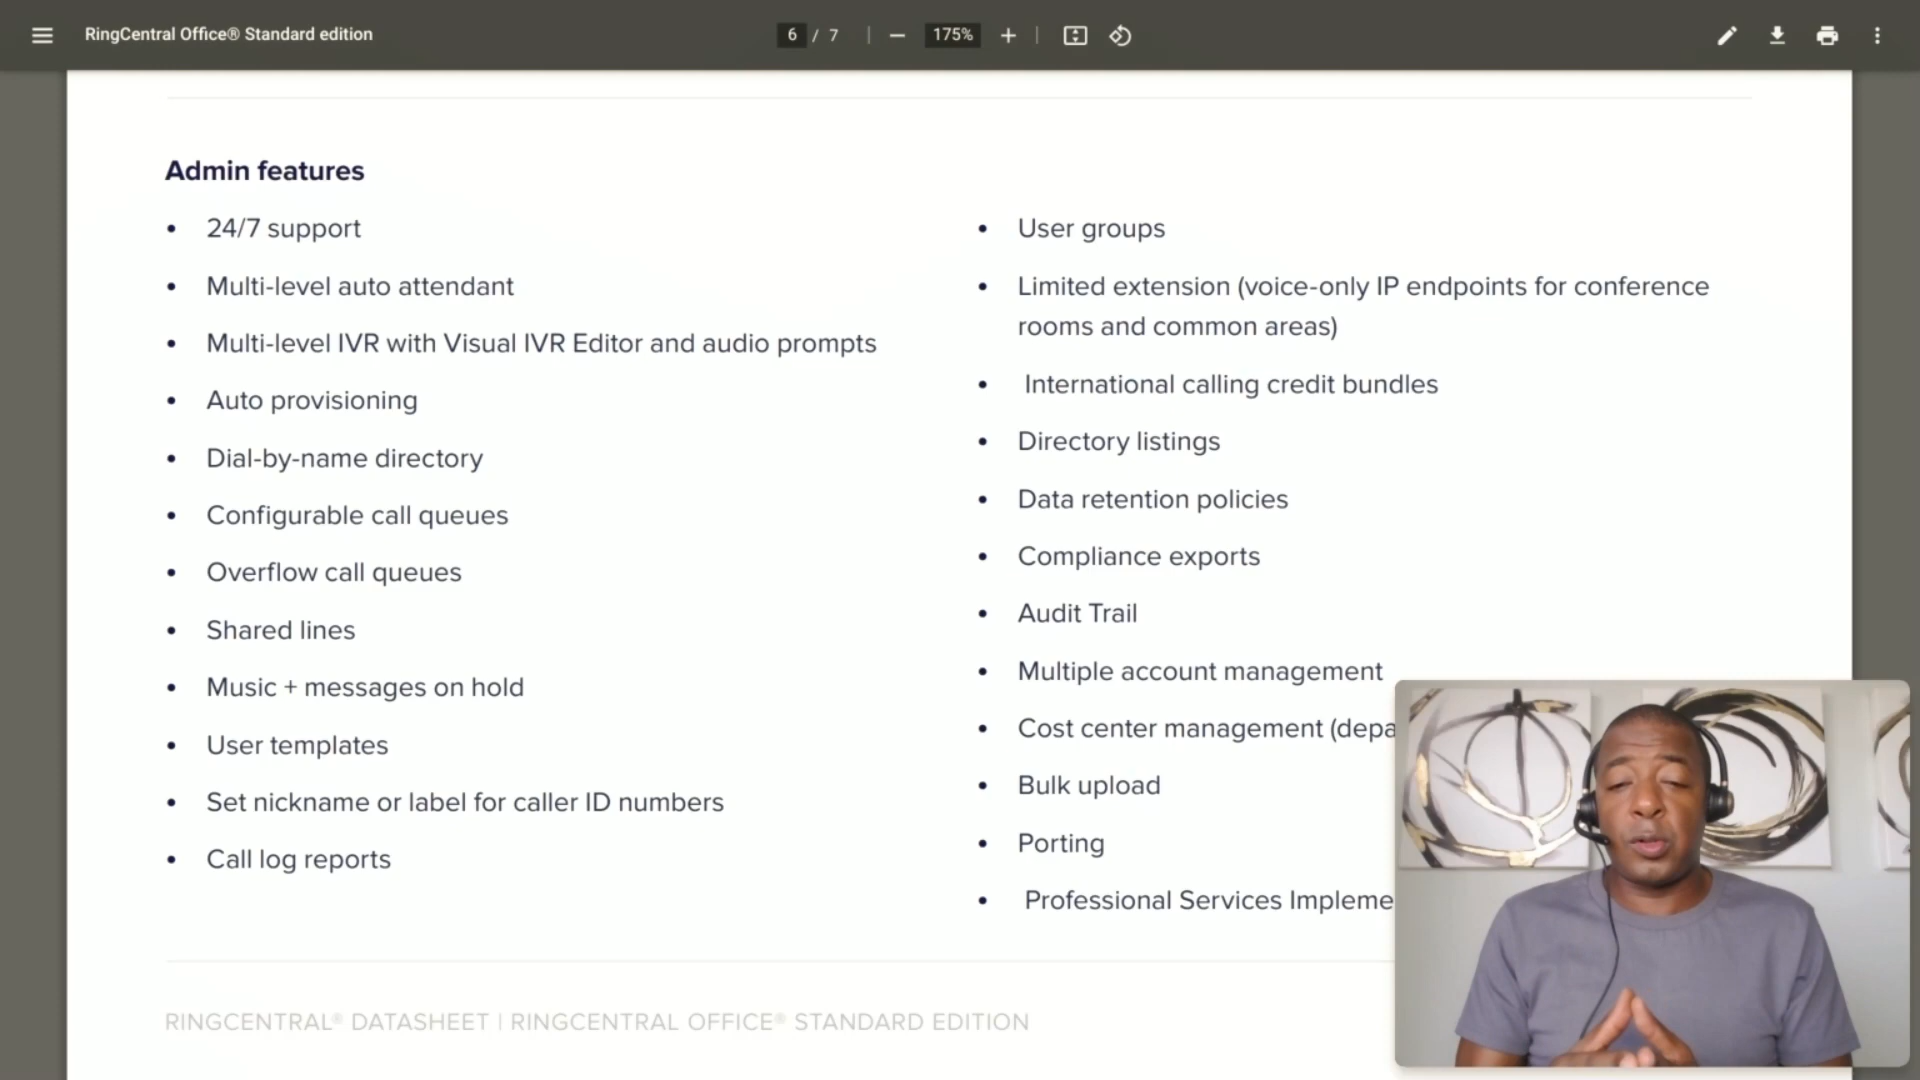 RingCentral Office® Standard edition
6 / 7
175%
Admin features
• 24/7 support
• Multi-level auto attendant
• Multi-level IVR with Visual IVR Editor and audio prompts
• Auto provisioning
• Dial-by-name directory
• Configurable call queues
• Overflow call queues
• Shared lines
• Music + messages on hold
• User templates
• Set nickname or label for caller ID numbers
• Call log reports
• User groups
• Limited extension (voice-only IP endpoints for conference
rooms and common areas)
• International calling credit bundles
• Directory listings
• Data retention policies
• Compliance exports
• Audit Trail
• Multiple account management
• Cost center management (depa
• Bulk upload
• Porting
• Professional Services Impleme
RINGCENTRAL® DATASHEET | RINGCENTRAL OFFICE® STANDARD EDITION